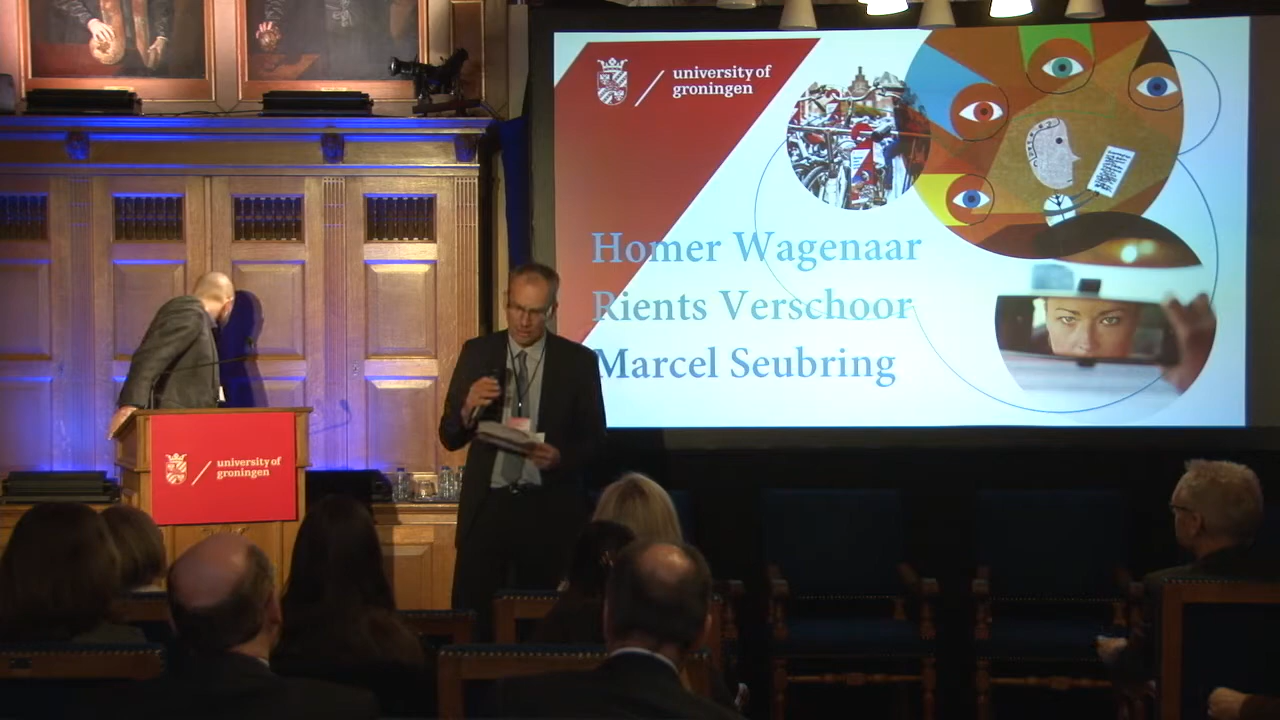 university of
groningen
Homer Wagenaar
Rients Verschoor
Marcel Seubring
university of
groningen